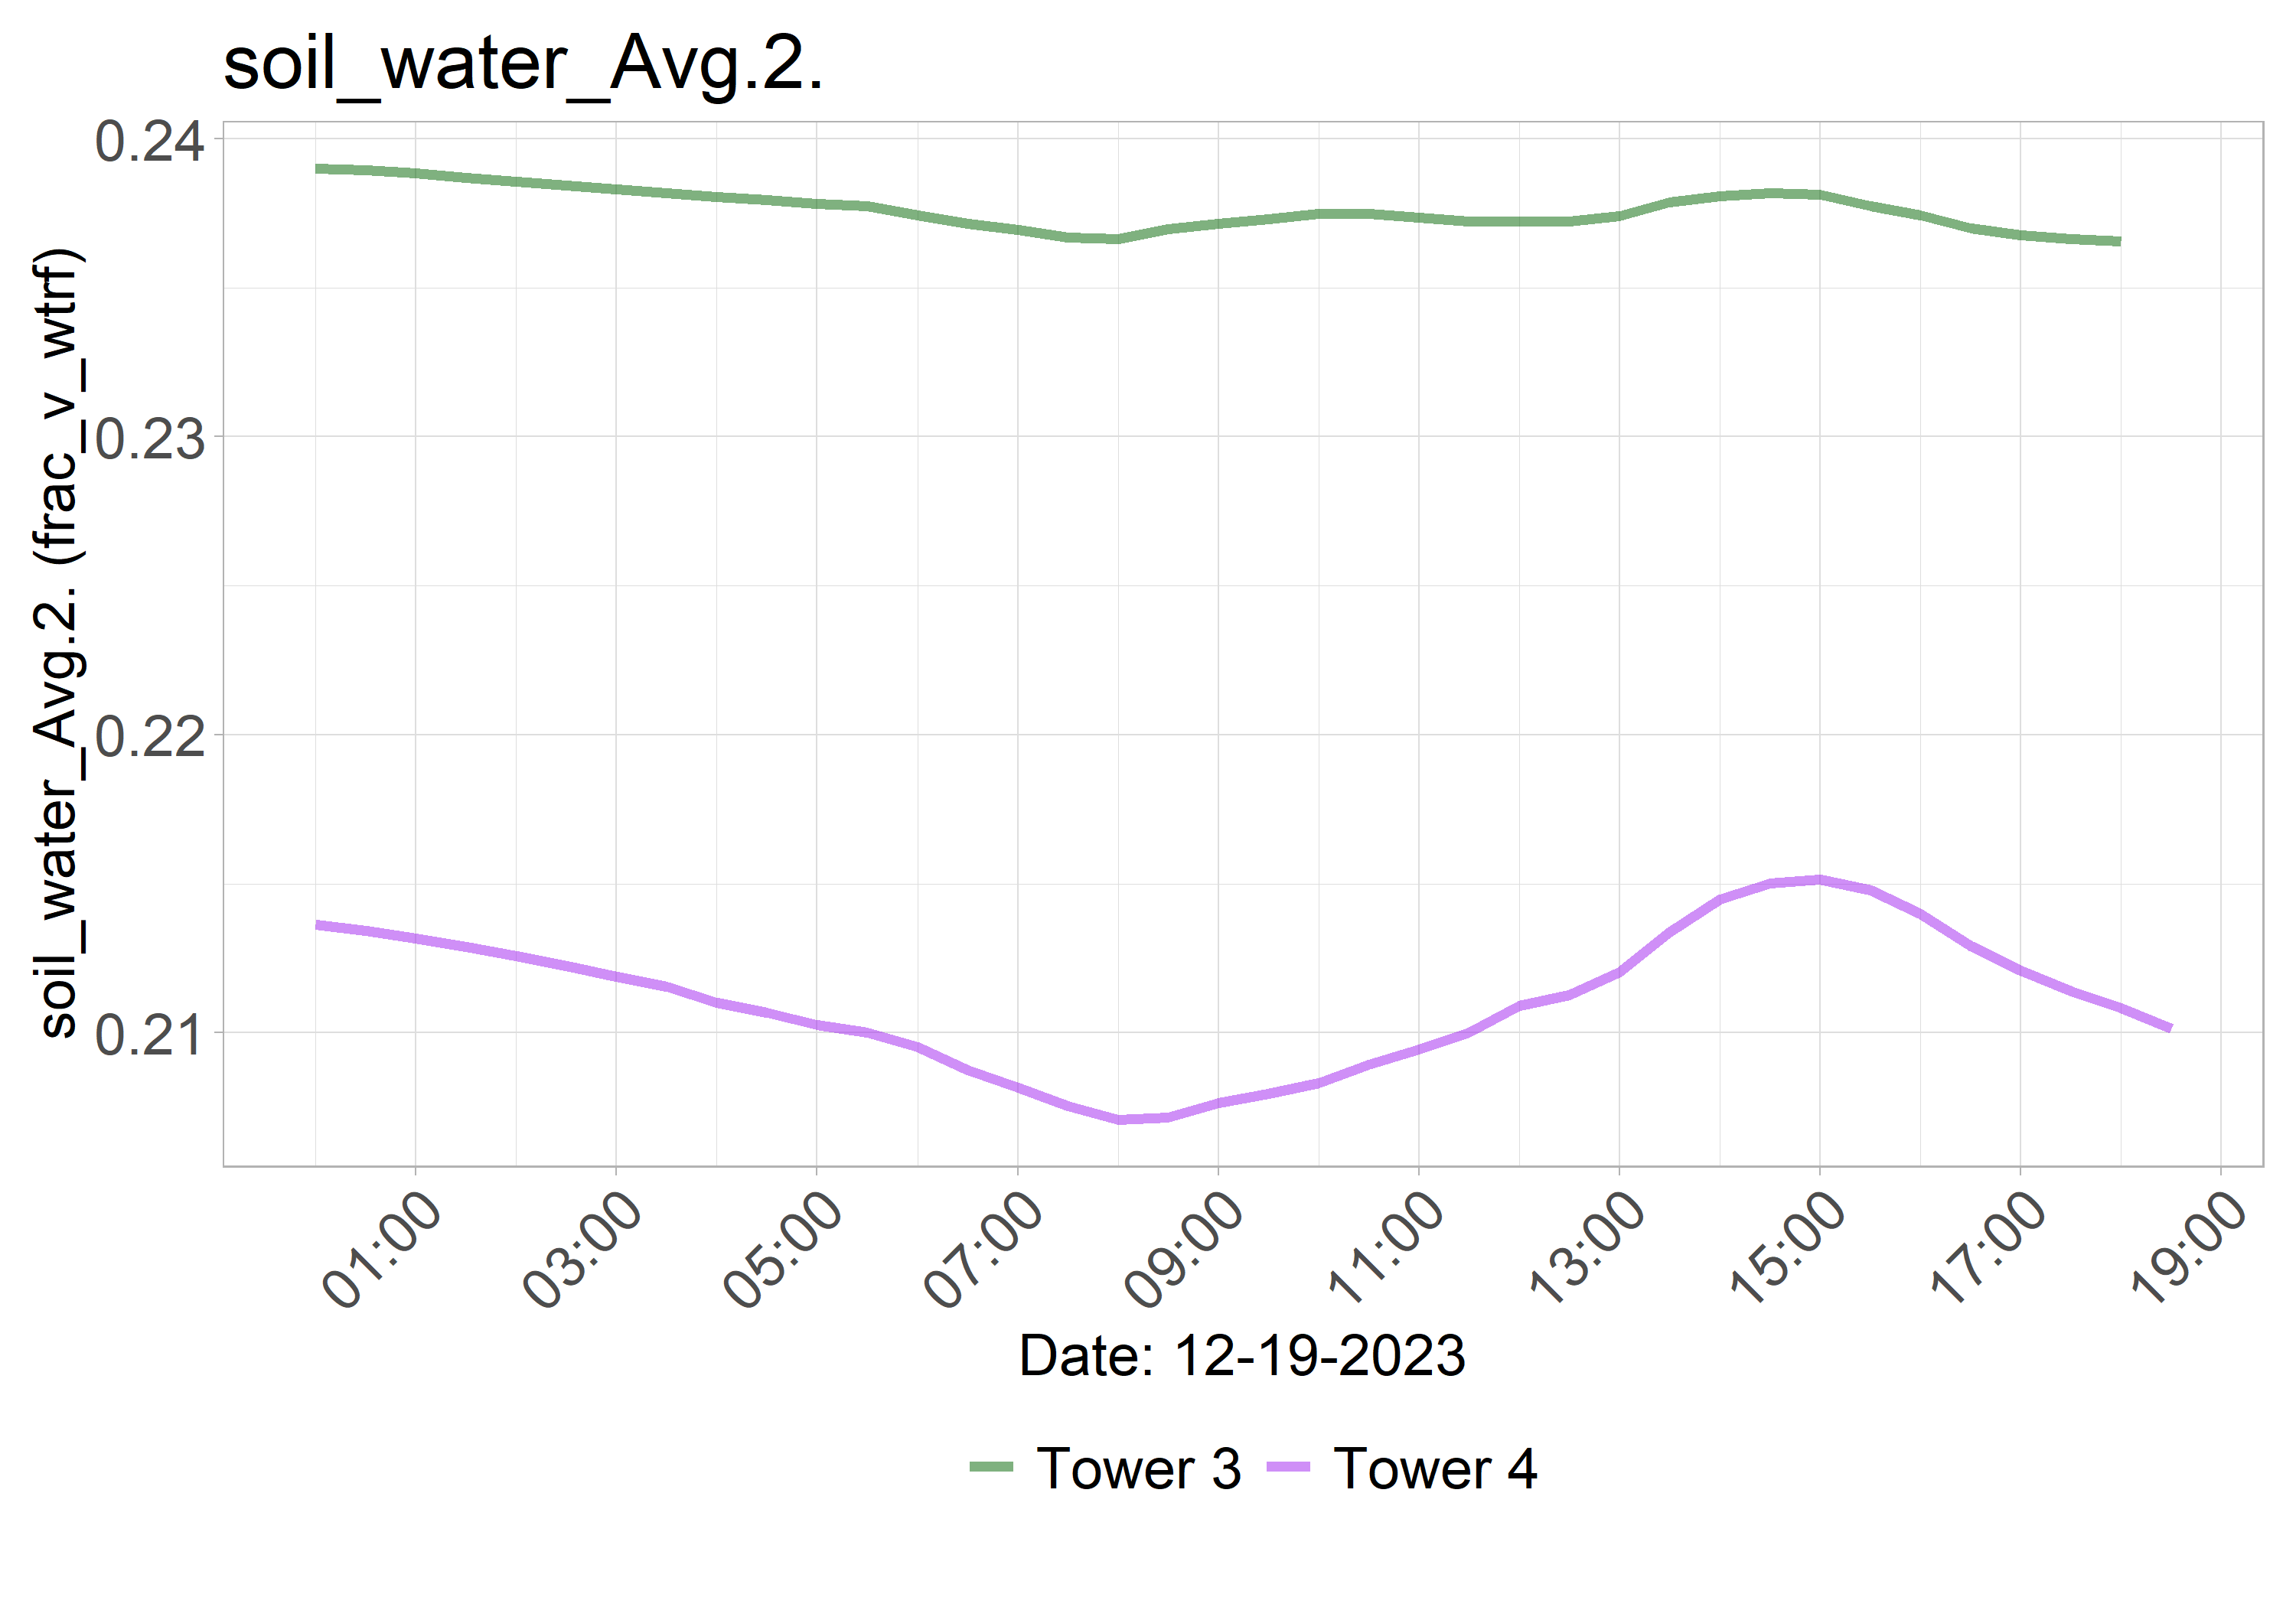 soil_water_Avg.2.
soil_water_Avg.2. (frac_v_wtrf)
0.24
0.23
0.22
0.21
01:00
03:00
05:00
07:00
09:00
11:00
13:00
15:00
17:00
19:00
Date: 12-19-2023
Tower 3
Tower 4